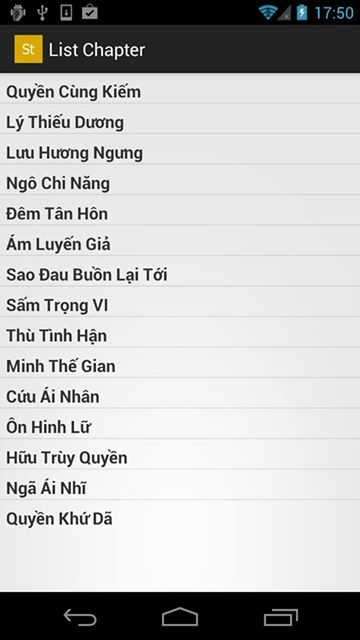 17:50
St List Chapter
Quyền Cùng Kiếm
Lý Thiếu Dương
Lưu Hương Ngưng
Ngô Chi Năng
Đêm Tân Hôn
Ám Luyến Giả
Sao Đau Buồn Lại Tới
Sấm Trọng VI
Thù Tình Hận
Minh Thế Gian
Cứu Ái Nhân
Ôn Hinh Lữ
Hữu Trùy Quyền
Ngã Ái Nhĩ
Quyền Khứ Dã